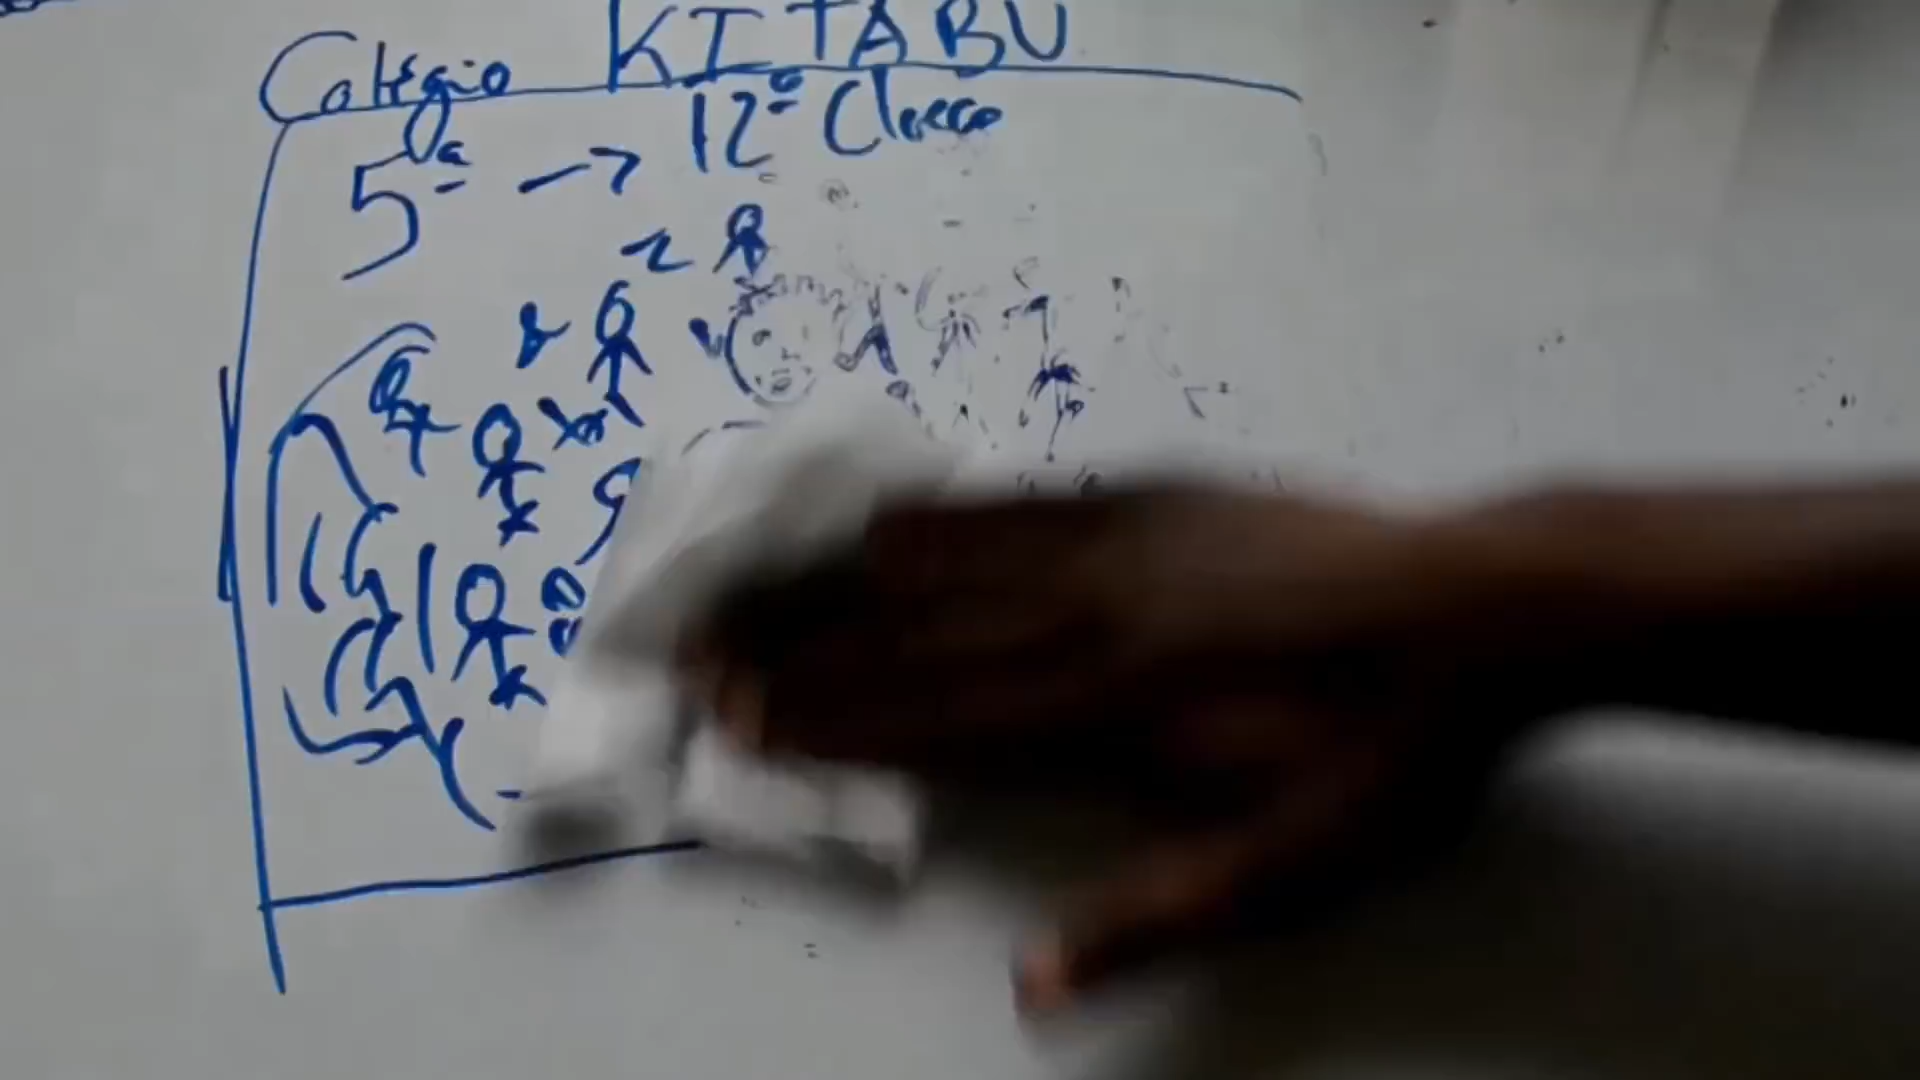 Colégio KITABU
5ª → 12ª Classe